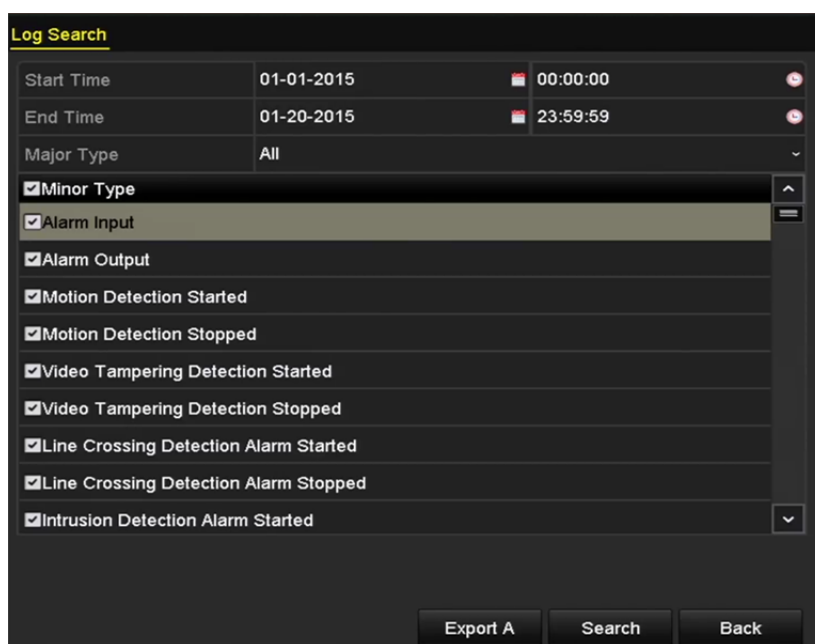 Log Search
Start Time 01-01-2015 00:00:00
End Time 01-20-2015 23:59:59
Major Type All
Minor Type
Alarm Input
Alarm Output
Motion Detection Started
Motion Detection Stopped
Video Tampering Detection Started
Video Tampering Detection Stopped
Line Crossing Detection Alarm Started
Line Crossing Detection Alarm Stopped
Intrusion Detection Alarm Started
Export A Search Back